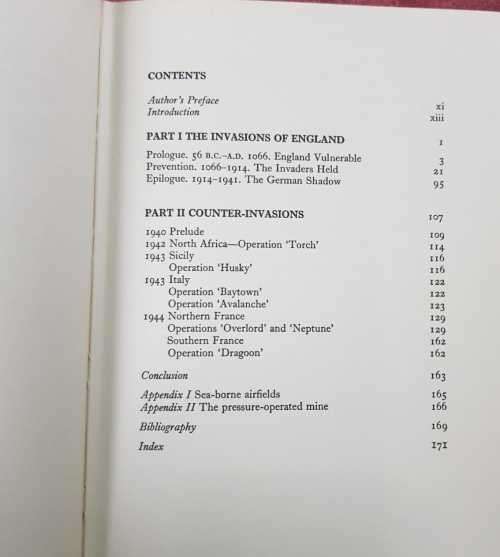 CONTENTS
Author's Preface xi
Introduction xiii
PART I THE INVASIONS OF ENGLAND 1
Prologue. 56 B.C.–A.D. 1066. England Vulnerable 3
Prevention. 1066–1914. The Invaders Held 21
Epilogue. 1914–1941. The German Shadow 95
PART II COUNTER-INVASIONS 107
1940 Prelude 109
1942 North Africa—Operation 'Torch' 114
1943 Sicily 116
Operation 'Husky' 116
1943 Italy 122
Operation 'Baytown' 122
Operation 'Avalanche' 123
1944 Northern France 129
Operations 'Overlord' and 'Neptune' 129
Southern France 162
Operation 'Dragoon' 162
Conclusion 163
Appendix I Sea-borne airfields 165
Appendix II The pressure-operated mine 166
Bibliography 169
Index 171